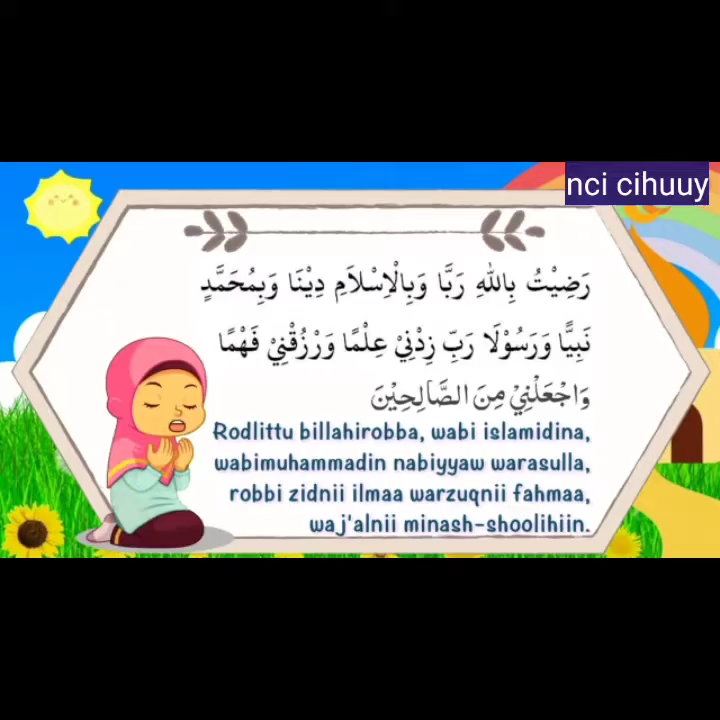 nci cihuuy
رَضِيْتُ بِاللهِ رَبَّا وَبِالْاِسْلَامِ دِيْنَا وَبِمُحَمَّدٍ
نَبِيًّا وَرَسُوْلَا رَبِّ زِدْنِيْ عِلْمًا وَرْزُقْنِيْ فَهْمًا
وَاجْعَلْنِيْ مِنَ الصَّالِحِيْنَ
Rodlittu billahirobba, wabi islamidina,
wabimuhammadin nabiyyaw warasulla,
robbi zidnii ilmaa warzuqnii fahmaa,
waj'alnii minash-shoolihiin.